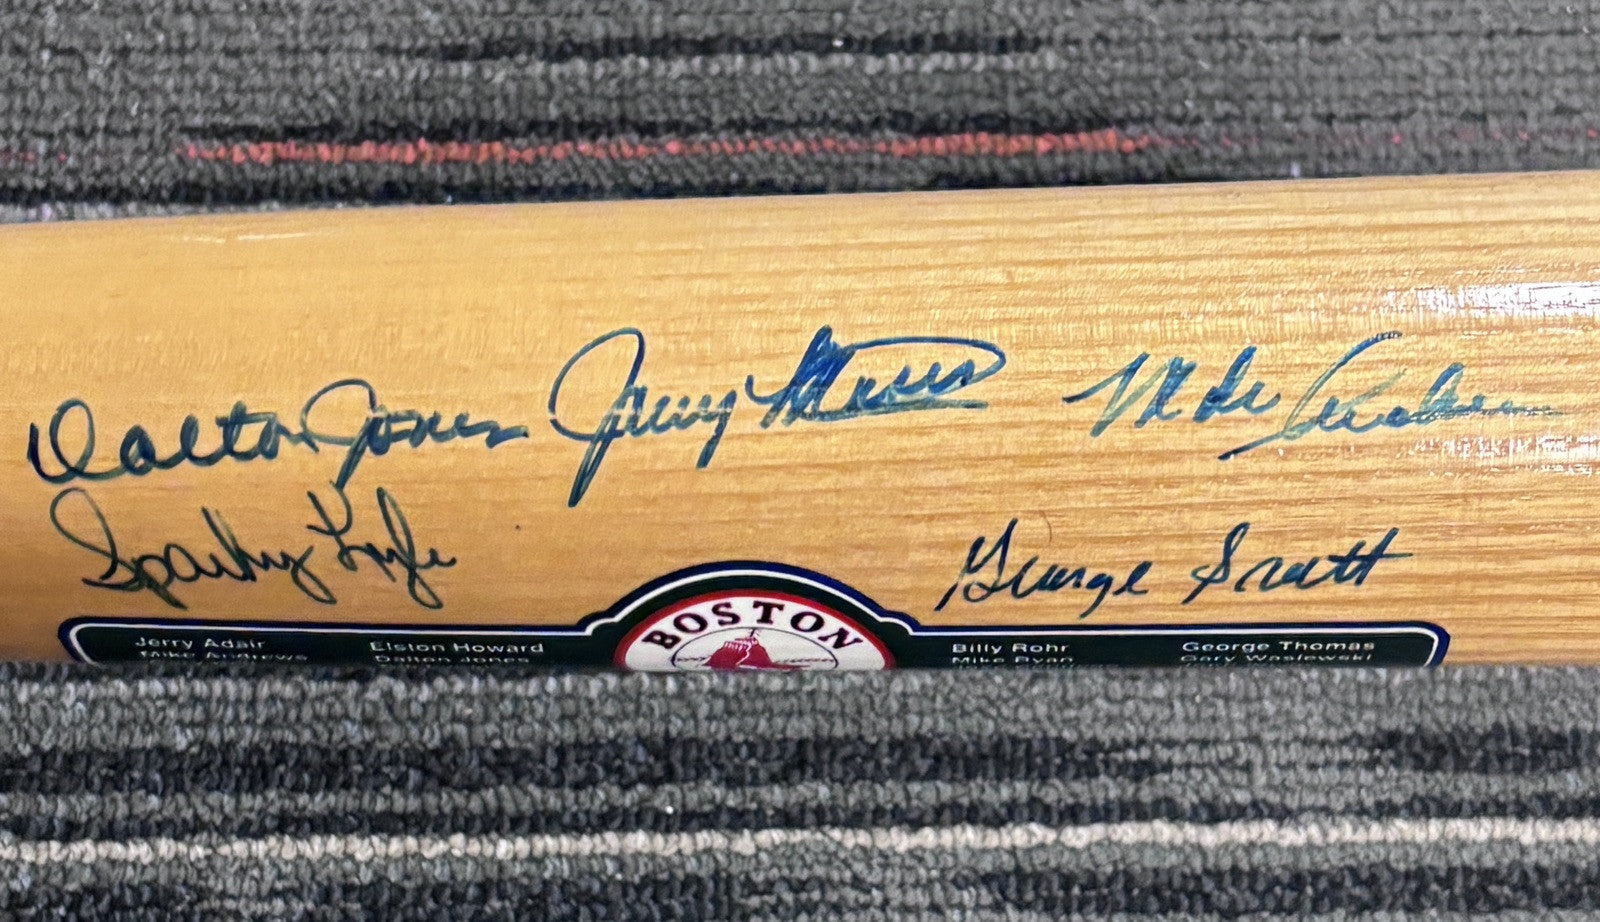 Dalton Jones Jerry Moses Mike Andrews
Sparky Lyle George Scott
BOSTON
Jerry Adair Elston Howard Billy Rohr George Thomas
Mike Andrews Dalton Jones Mike Ryan Gary Waslewski